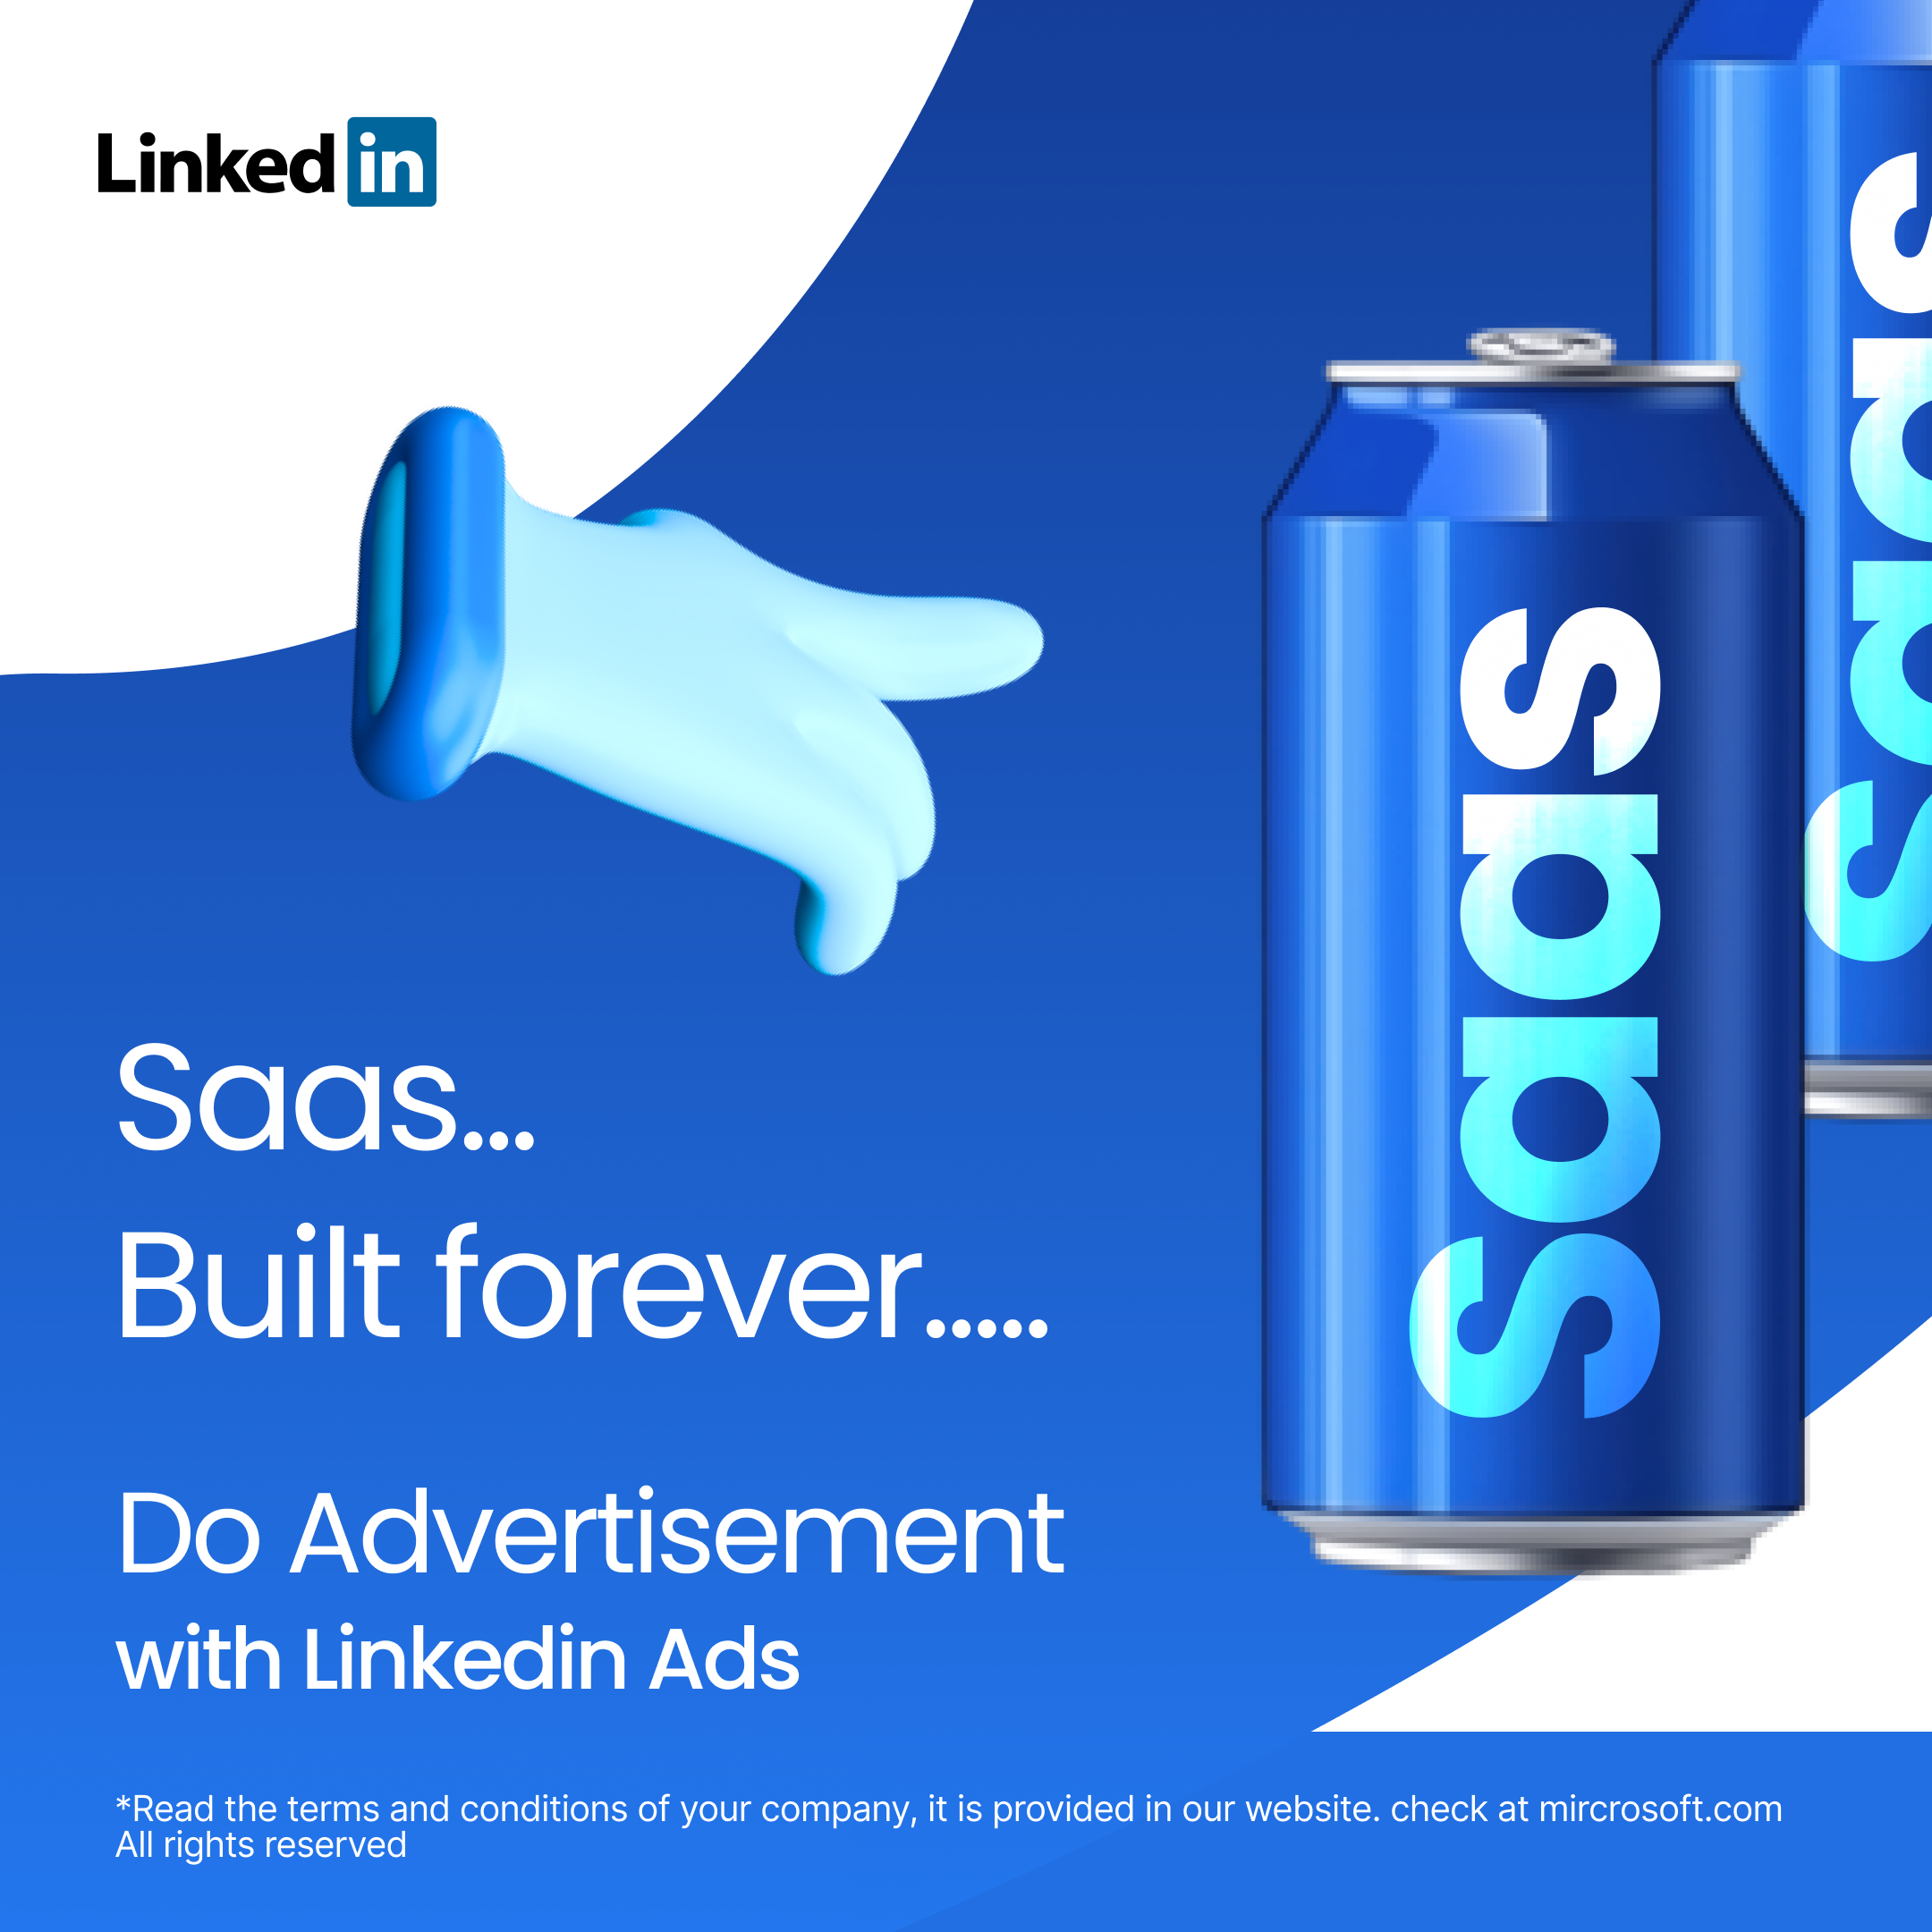 Linkedin
saas
saas
Saas...
Built forever.....
Do Advertisement
with Linkedin Ads
*Read the terms and conditions of your company, it is provided in our website. check at mircrosoft.com
All rights reserved